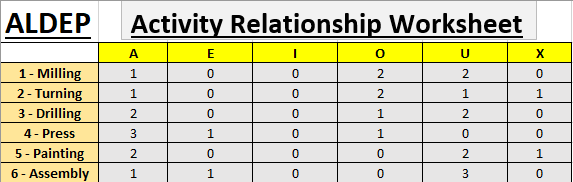 ALDEP Activity Relationship Worksheet
A E I O U X
1 - Milling 1 0 0 2 2 0
2 - Turning 1 0 0 2 1 1
3 - Drilling 2 0 0 1 2 0
4 - Press 3 1 0 1 0 0
5 - Painting 2 0 0 0 2 1
6 - Assembly 1 1 0 0 3 0